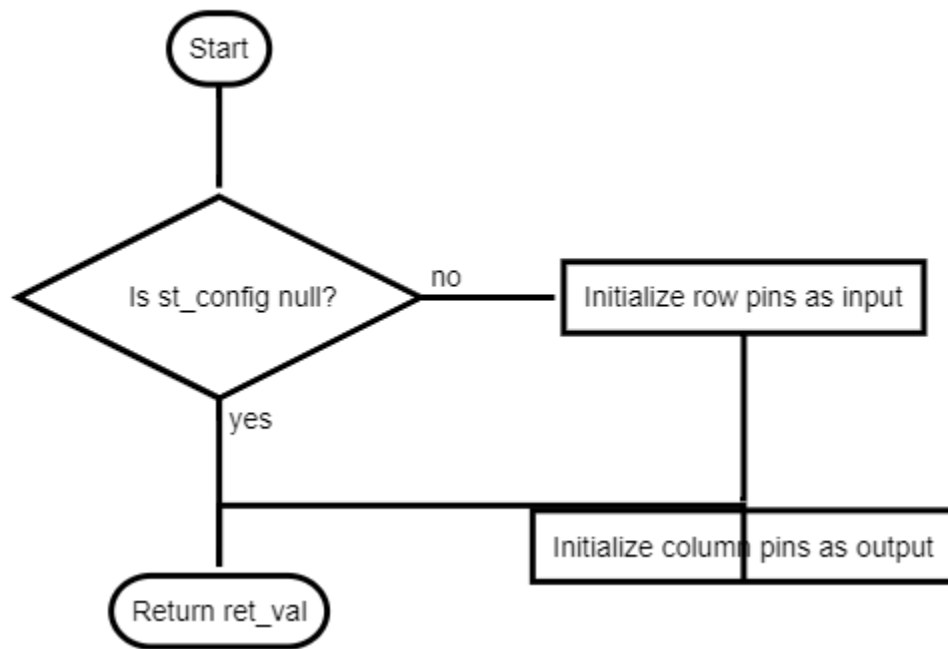 Start
Is st_config null?
no
Initialize row pins as input
yes
Initialize column pins as output
Return ret_val